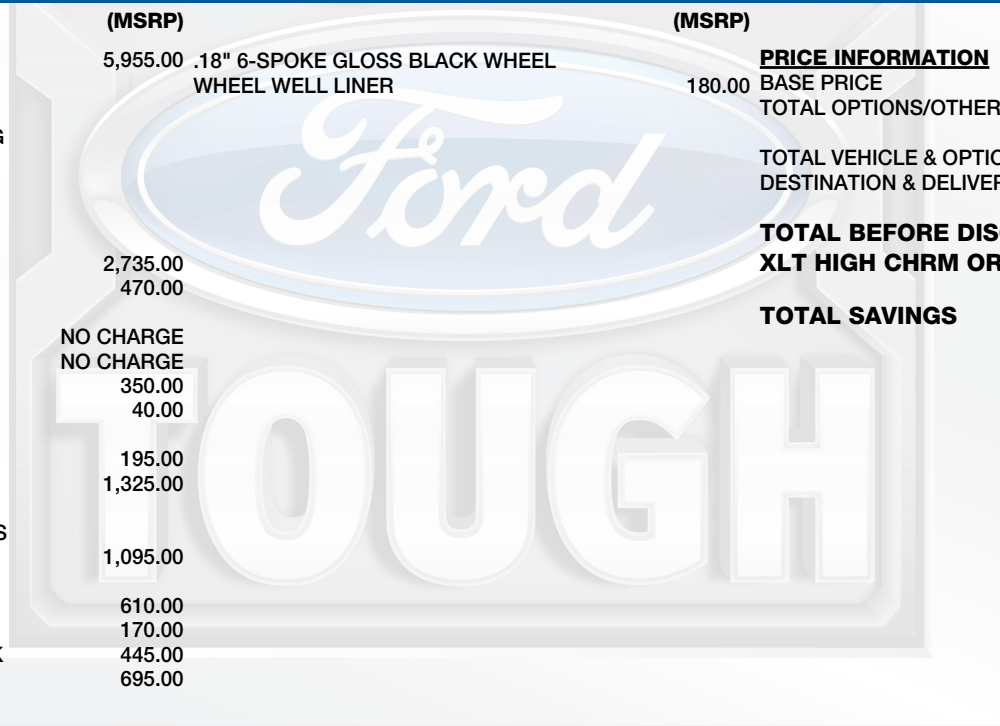 (MSRP)
5,955.00
G
2,735.00
470.00
NO CHARGE
NO CHARGE
350.00
40.00
195.00
1,325.00
S
1,095.00
610.00
170.00
K 445.00
695.00
(MSRP)
.18" 6-SPOKE GLOSS BLACK WHEEL
WHEEL WELL LINER 180.00
PRICE INFORMATION
BASE PRICE
TOTAL OPTIONS/OTHER
TOTAL VEHICLE & OPTIO
DESTINATION & DELIVER
TOTAL BEFORE DIS
XLT HIGH CHRM OR
TOTAL SAVINGS
Ford
TOUGH